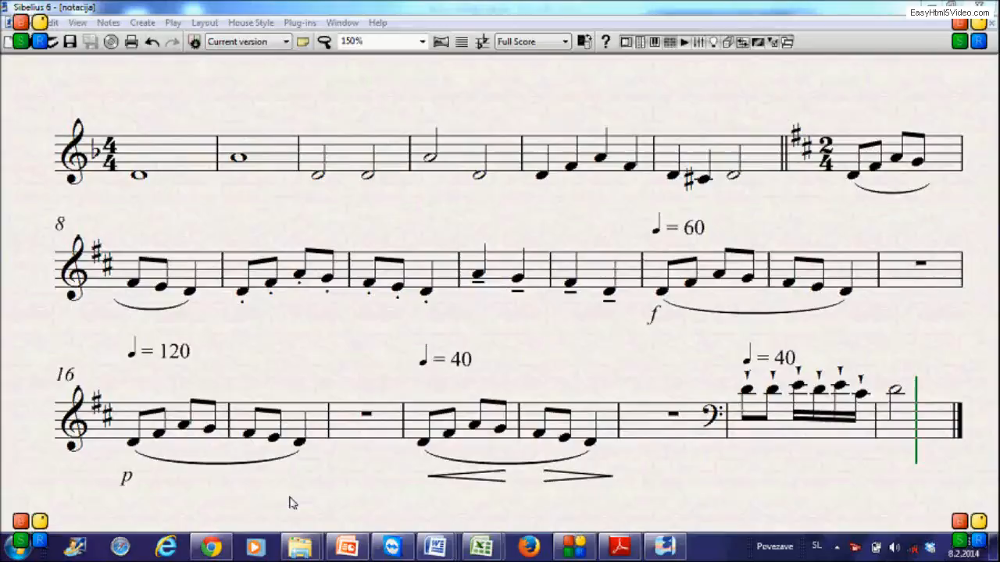 Sibelius 6 - [notacija]
EasyHtml5Video.com
Edit View Notes Create Play Layout House Style Plug-ins Window Help
Current version 150% Full Score
4 4
2 4
8
= 60
f
= 120
= 40
= 40
16
p
Povezave SL
8.2.2014